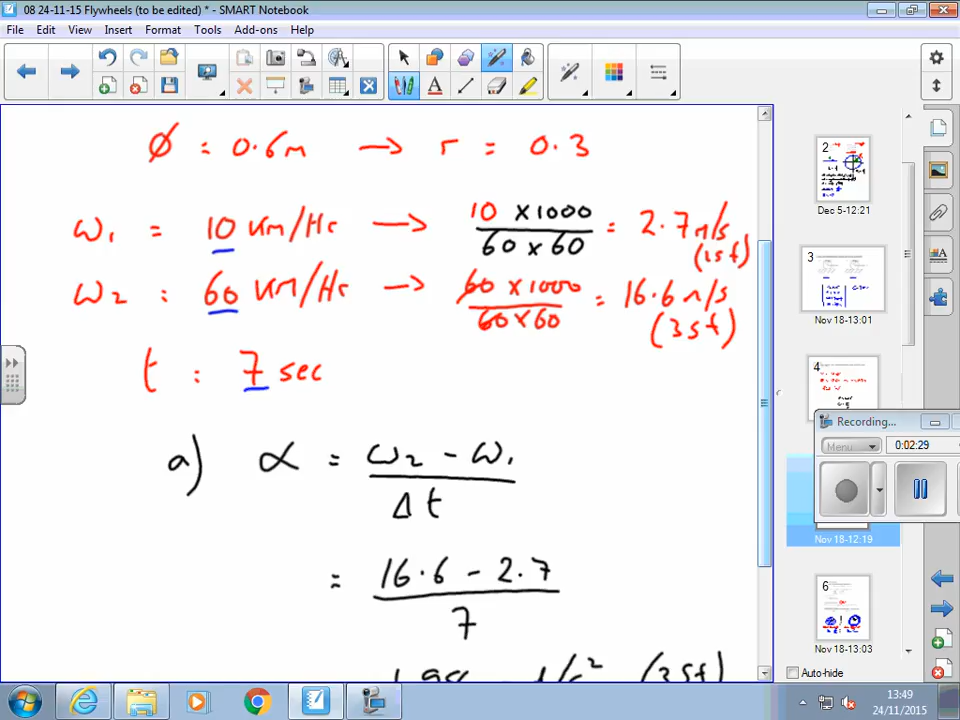 08 24-11-15 Flywheels (to be edited) * - SMART Notebook
File Edit View Insert Format Tools Add-ons Help
Ø = 0.6m → r = 0.3
ω1 = 10 Km/Hr → 10 x 1000 / 60 x 60 = 2.7 m/s
ω2 = 60 Km/Hr → 60 x 1000 / 60 x 60 = 16.6 m/s
(3sf)
t = 7 sec
a) α = ω2 - ω1 / Δt
= 16.6 - 2.7 / 7
(3sf)
2
Dec 5-12:21
3
Nov 18-13:01
4
Recording...
Menu
0:02:29
Nov 18-12:19
6
Nov 18-13:03
Auto-hide
13:49
24/11/2015